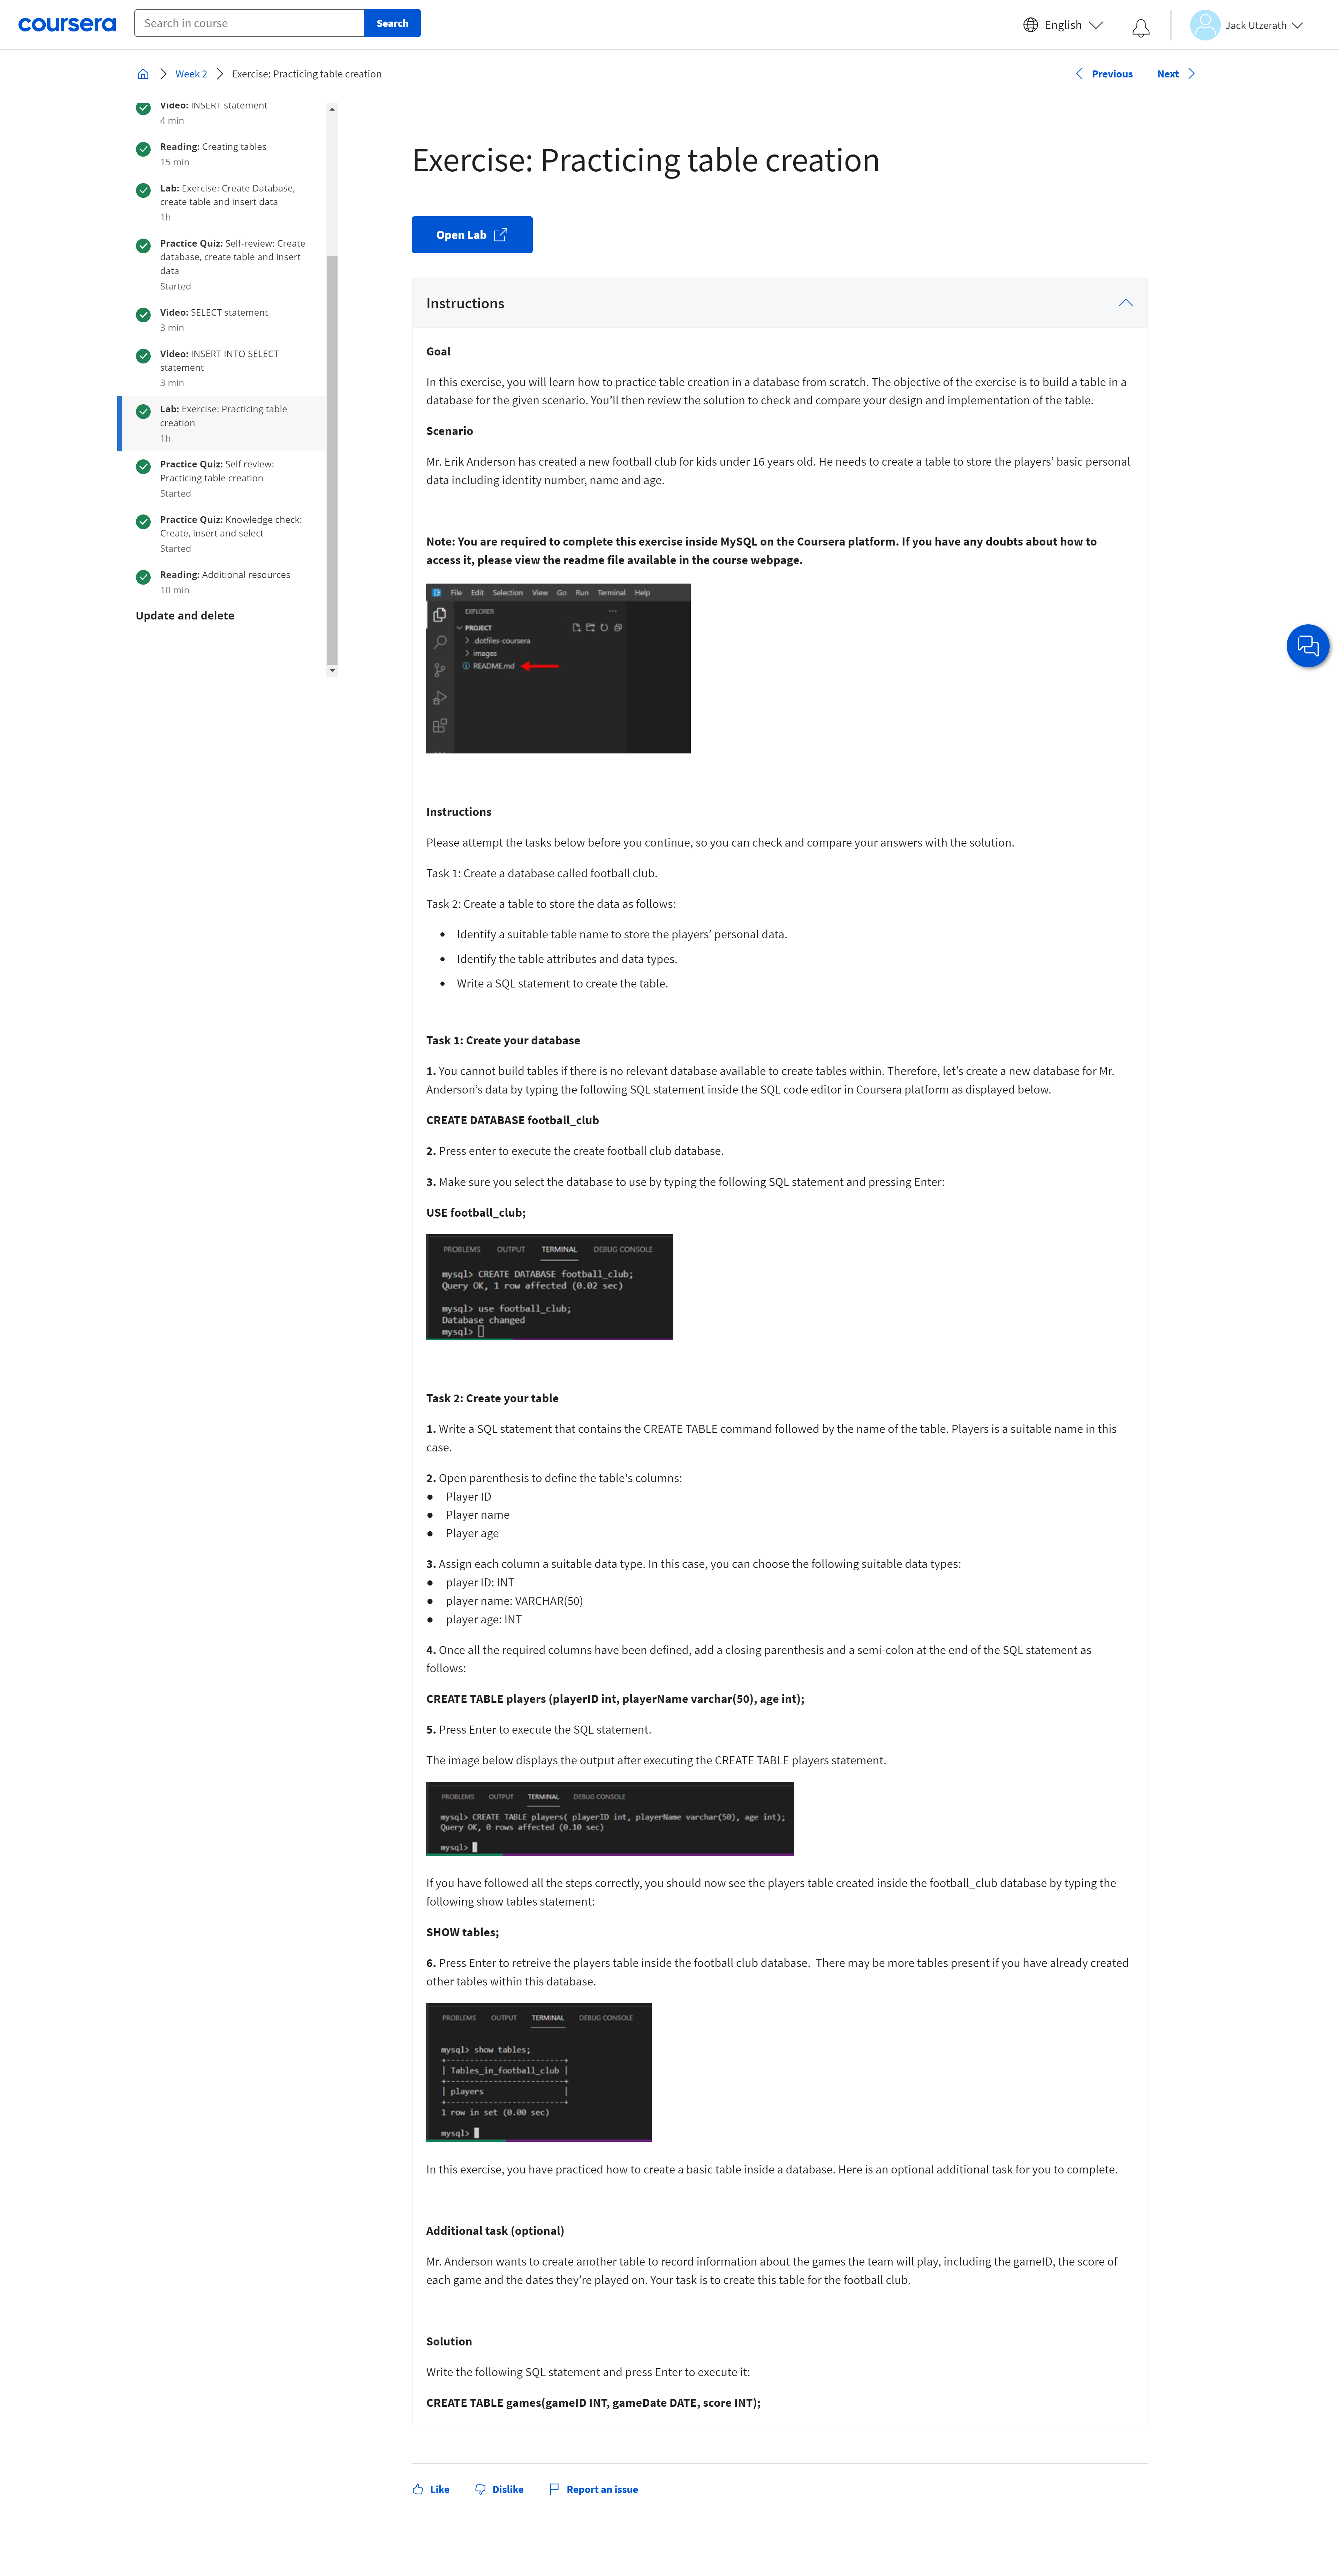 coursera
Search in course
Search
English
Jack Utzerath
Week 2
Exercise: Practicing table creation
Previous
Next
Video: INSERT statement
4 min
Reading: Creating tables
15 min
Lab: Exercise: Create Database,
create table and insert data
1h
Practice Quiz: Self-review: Create
database, create table and insert
data
Started
Video: SELECT statement
3 min
Video: INSERT INTO SELECT
statement
3 min
Lab: Exercise: Practicing table
creation
1h
Practice Quiz: Self review:
Practicing table creation
Started
Practice Quiz: Knowledge check:
Create, insert and select
Started
Reading: Additional resources
10 min
Update and delete
Exercise: Practicing table creation
Open Lab
Instructions
Goal
In this exercise, you will learn how to practice table creation in a database from scratch. The objective of the exercise is to build a table in a
database for the given scenario. You'll then review the solution to check and compare your design and implementation of the table.
Scenario
Mr. Erik Anderson has created a new football club for kids under 16 years old. He needs to create a table to store the players' basic personal
data including identity number, name and age.
Note: You are required to complete this exercise inside MySQL on the Coursera platform. If you have any doubts about how to
access it, please view the readme file available in the course webpage.
File Edit Selection View Go Run Terminal Help
EXPLORER
PROJECT
.dotfiles-coursera
images
README.md
Instructions
Please attempt the tasks below before you continue, so you can check and compare your answers with the solution.
Task 1: Create a database called football club.
Task 2: Create a table to store the data as follows:
• Identify a suitable table name to store the players' personal data.
• Identify the table attributes and data types.
• Write a SQL statement to create the table.
Task 1: Create your database
1. You cannot build tables if there is no relevant database available to create tables within. Therefore, let's create a new database for Mr.
Anderson's data by typing the following SQL statement inside the SQL code editor in Coursera platform as displayed below.
CREATE DATABASE football_club
2. Press enter to execute the create football club database.
3. Make sure you select the database to use by typing the following SQL statement and pressing Enter:
USE football_club;
PROBLEMS OUTPUT TERMINAL DEBUG CONSOLE
mysql> CREATE DATABASE football_club;
Query OK, 1 row affected (0.02 sec)
mysql> use football_club;
Database changed
mysql>
Task 2: Create your table
1. Write a SQL statement that contains the CREATE TABLE command followed by the name of the table. Players is a suitable name in this
case.
2. Open parenthesis to define the table's columns:
● Player ID
● Player name
● Player age
3. Assign each column a suitable data type. In this case, you can choose the following suitable data types:
● player ID: INT
● player name: VARCHAR(50)
● player age: INT
4. Once all the required columns have been defined, add a closing parenthesis and a semi-colon at the end of the SQL statement as
follows:
CREATE TABLE players (playerID int, playerName varchar(50), age int);
5. Press Enter to execute the SQL statement.
The image below displays the output after executing the CREATE TABLE players statement.
PROBLEMS OUTPUT TERMINAL DEBUG CONSOLE
mysql> CREATE TABLE players( playerID int, playerName varchar(50), age int);
Query OK, 0 rows affected (0.10 sec)
mysql>
If you have followed all the steps correctly, you should now see the players table created inside the football_club database by typing the
following show tables statement:
SHOW tables;
6. Press Enter to retreive the players table inside the football club database. There may be more tables present if you have already created
other tables within this database.
PROBLEMS OUTPUT TERMINAL DEBUG CONSOLE
mysql> show tables;
+-------------------------+
| Tables_in_football_club |
+-------------------------+
| players |
+-------------------------+
1 row in set (0.00 sec)
mysql>
In this exercise, you have practiced how to create a basic table inside a database. Here is an optional additional task for you to complete.
Additional task (optional)
Mr. Anderson wants to create another table to record information about the games the team will play, including the gameID, the score of
each game and the dates they're played on. Your task is to create this table for the football club.
Solution
Write the following SQL statement and press Enter to execute it:
CREATE TABLE games(gameID INT, gameDate DATE, score INT);
Like
Dislike
Report an issue